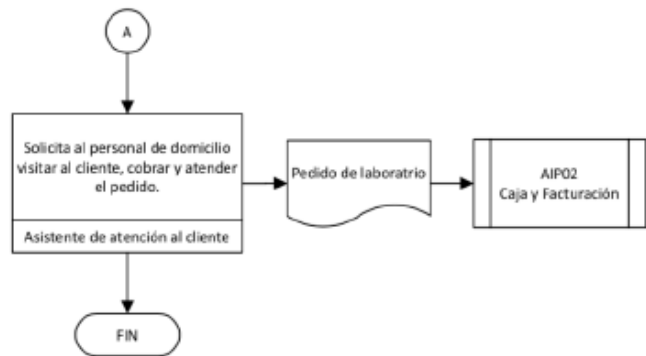 A
Solicita al personal de domicilio
visitar al cliente, cobrar y atender
el pedido.
Asistente de atención al cliente
Pedido de laboratrio
AIP02
Caja y Facturación
FIN